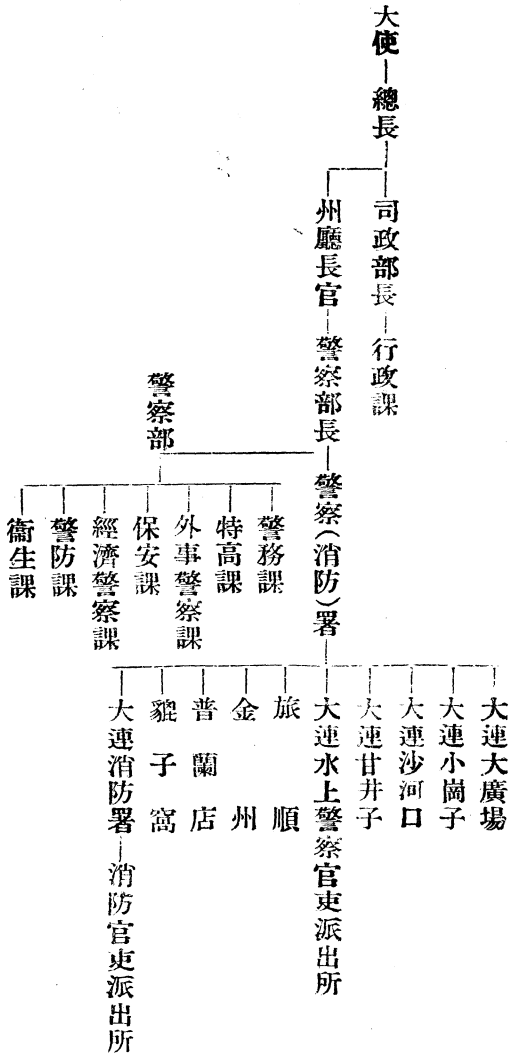 大使
總長
司政部長
行政課
州廳長官
警察部長
警察(消防)署
警察部
警務課
特高課
外事警察課
保安課
經濟警察課
警防課
衞生課
大連大廣場
大連小崗子
大連沙河口
大連甘井子
大連水上警察官吏派出所
旅順
金州
普蘭店
貔子窩
大連消防署
消防官吏派出所